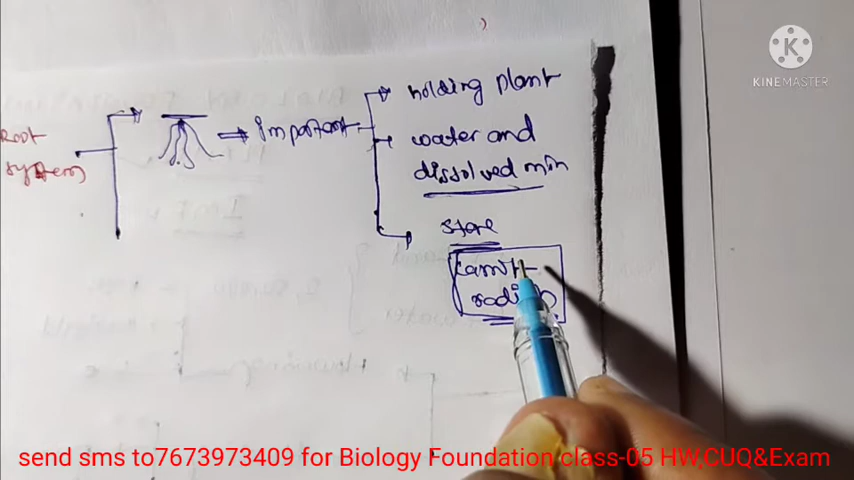 KINEMASTER
Root
system
important
holding plant
water and
dissolved min
store
radish
send sms to7673973409 for Biology Foundation class-05 HW,CUQ&Exam